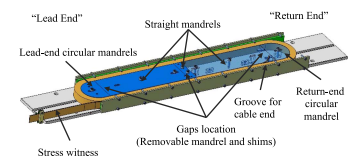 “Lead End”
Straight mandrels
“Return End”
Lead-end circular mandrels
Groove for
cable end
Return-end
circular
mandrel
Gaps location
(Removable mandrel and shims)
Stress witness